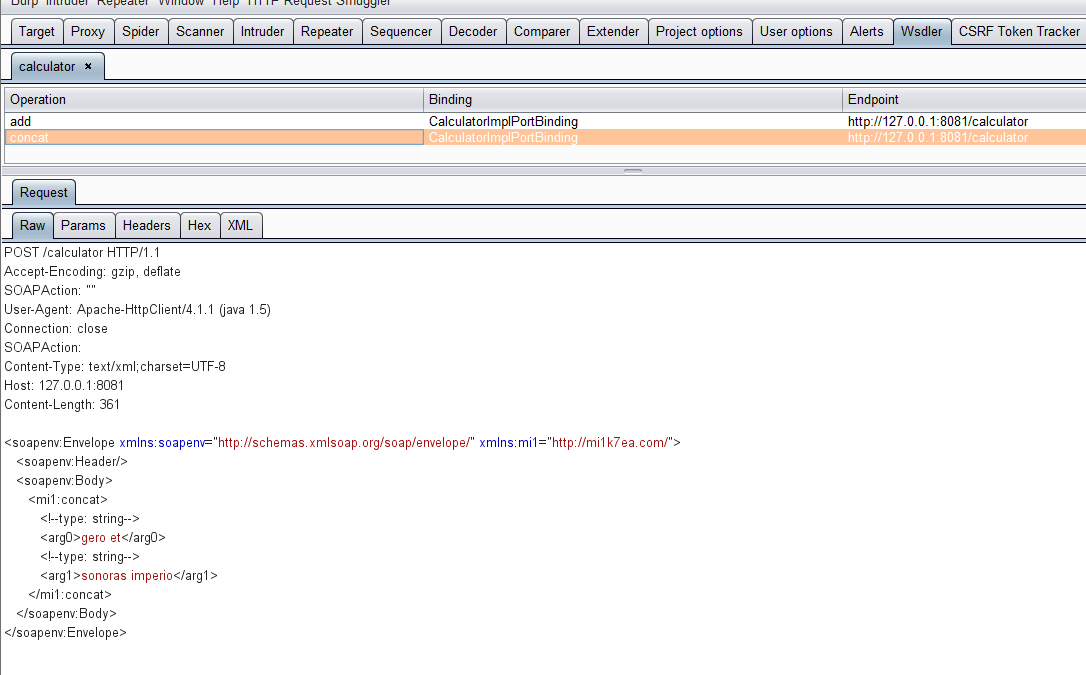 Burp Intruder Repeater Window Help HTTP Request Smuggler
Target Proxy Spider Scanner Intruder Repeater Sequencer Decoder Comparer Extender Project options User options Alerts Wsdler CSRF Token Tracker
calculator ×
Operation Binding Endpoint
add CalculatorImplPortBinding http://127.0.0.1:8081/calculator
concat CalculatorImplPortBinding http://127.0.0.1:8081/calculator
Request
Raw Params Headers Hex XML
POST /calculator HTTP/1.1
Accept-Encoding: gzip, deflate
SOAPAction: ""
User-Agent: Apache-HttpClient/4.1.1 (java 1.5)
Connection: close
SOAPAction:
Content-Type: text/xml;charset=UTF-8
Host: 127.0.0.1:8081
Content-Length: 361
<soapenv:Envelope xmlns:soapenv="http://schemas.xmlsoap.org/soap/envelope/" xmlns:mi1="http://mi1k7ea.com/">
<soapenv:Header/>
<soapenv:Body>
<mi1:concat>
<!--type: string-->
<arg0>gero et</arg0>
<!--type: string-->
<arg1>sonoras imperio</arg1>
</mi1:concat>
</soapenv:Body>
</soapenv:Envelope>